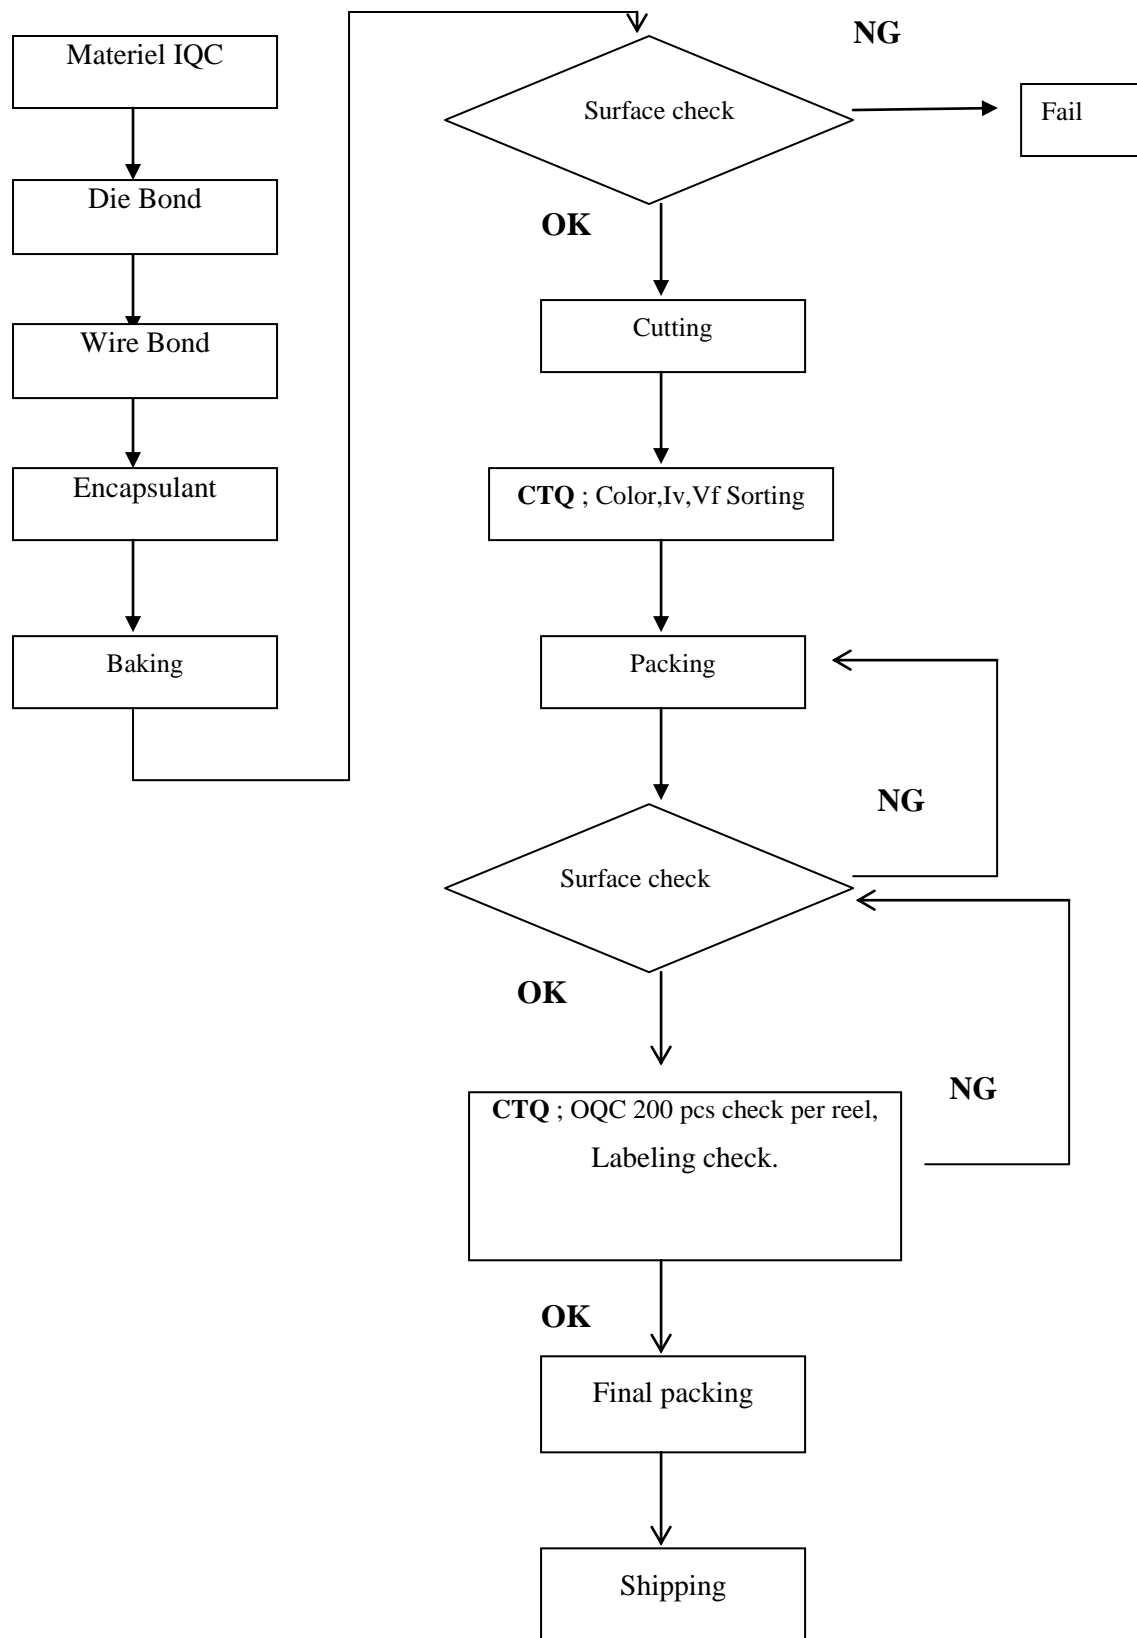 Materiel IQC
Die Bond
Wire Bond
Encapsulant
Baking
Surface check
NG
Fail
OK
Cutting
CTQ ; Color,Iv,Vf Sorting
Packing
NG
Surface check
OK
NG
CTQ ; OQC 200 pcs check per reel,
Labeling check.
OK
Final packing
Shipping